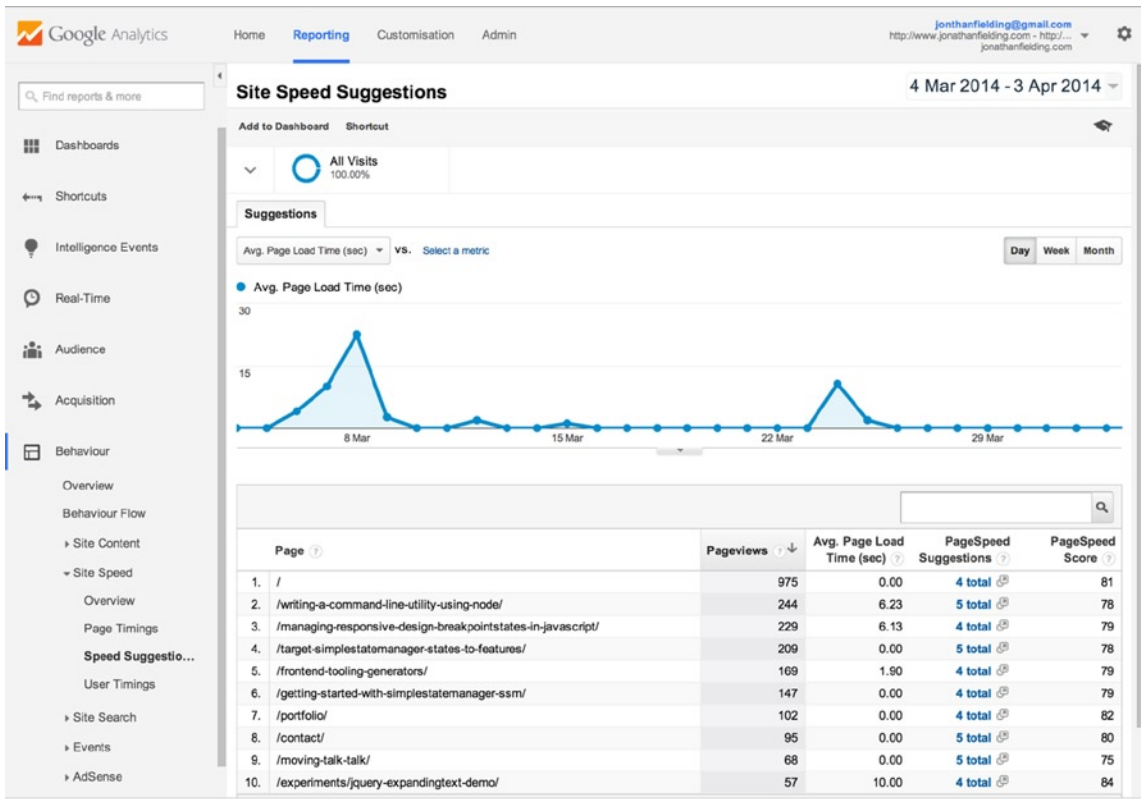 Google Analytics
Home Reporting Customisation Admin
jonthanfielding@gmail.com
http://www.jonathanfielding.com - http:/...
jonathanfielding.com
Find reports & more
Dashboards
Shortcuts
Intelligence Events
Real-Time
Audience
Acquisition
Behaviour
Overview
Behaviour Flow
Site Content
Site Speed
Overview
Page Timings
Speed Suggestio...
User Timings
Site Search
Events
AdSense
Site Speed Suggestions
4 Mar 2014 - 3 Apr 2014
Add to Dashboard Shortcut
All Visits
100.00%
Suggestions
Avg. Page Load Time (sec) VS. Select a metric
Day Week Month
Avg. Page Load Time (sec)
30
15
8 Mar 15 Mar 22 Mar 29 Mar
Page ? Pageviews ? Avg. Page Load Time (sec) ? PageSpeed Suggestions ? PageSpeed Score ?
1. / 975 0.00 4 total 81
2. /writing-a-command-line-utility-using-node/ 244 6.23 5 total 78
3. /managing-responsive-design-breakpointstates-in-javascript/ 229 6.13 4 total 79
4. /target-simplestatemanager-states-to-features/ 209 0.00 5 total 78
5. /frontend-tooling-generators/ 169 1.90 4 total 79
6. /getting-started-with-simplestatemanager-ssm/ 147 0.00 4 total 79
7. /portfolio/ 102 0.00 4 total 82
8. /contact/ 95 0.00 5 total 80
9. /moving-talk-talk/ 68 0.00 5 total 75
10. /experiments/jquery-expandingtext-demo/ 57 10.00 4 total 84